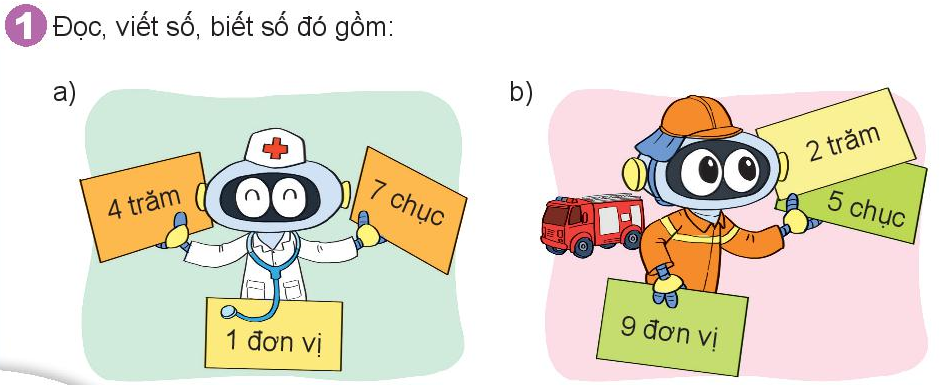 1 Đọc, viết số, biết số đó gồm:
a)
4 trăm
7 chục
1 đơn vị
b)
2 trăm
5 chục
9 đơn vị